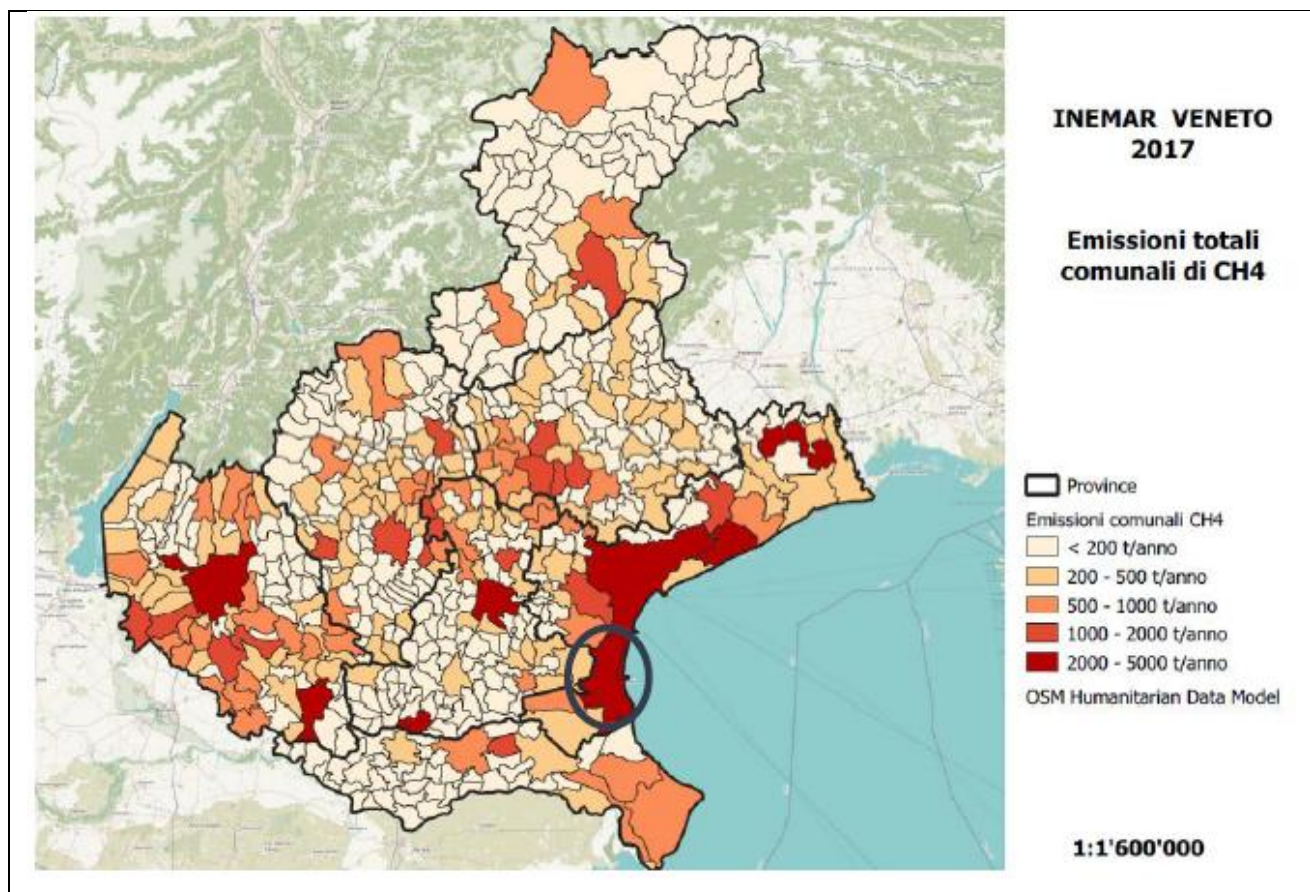 INEMAR VENETO
2017
Emissioni totali
comunali di CH4
Province
Emissioni comunali CH4
< 200 t/anno
200 - 500 t/anno
500 - 1000 t/anno
1000 - 2000 t/anno
2000 - 5000 t/anno
OSM Humanitarian Data Model
1:1'600'000